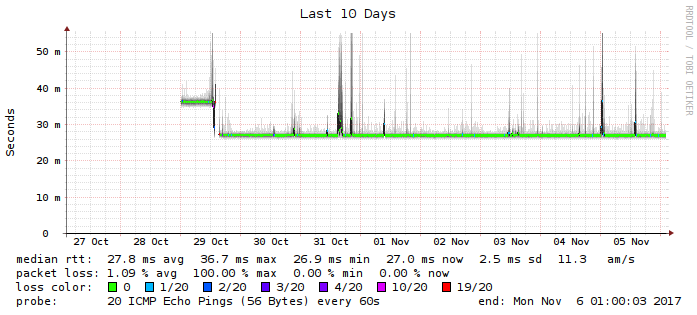 Last 10 Days
RRDTOOL / TOBI OETIKER
Seconds
50 m
40 m
30 m
20 m
10 m
0
27 Oct 28 Oct 29 Oct 30 Oct 31 Oct 01 Nov 02 Nov 03 Nov 04 Nov 05 Nov
median rtt: 27.8 ms avg 36.7 ms max 26.9 ms min 27.0 ms now 2.5 ms sd 11.3 am/s
packet loss: 1.09 % avg 100.00 % max 0.00 % min 0.00 % now
loss color: 0 1/20 2/20 3/20 4/20 10/20 19/20
probe: 20 ICMP Echo Pings (56 Bytes) every 60s end: Mon Nov 6 01:00:03 2017